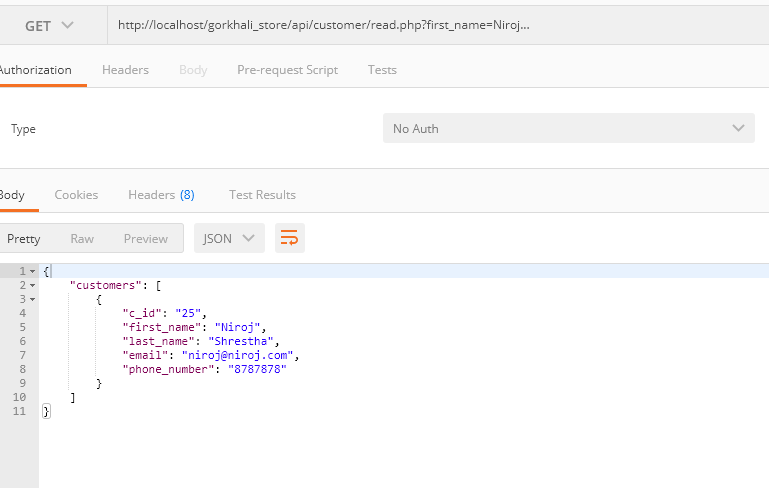 GET http://localhost/gorkhali_store/api/customer/read.php?first_name=Niroj...
Authorization Headers Body Pre-request Script Tests
Type No Auth
Body Cookies Headers (8) Test Results
Pretty Raw Preview JSON
1 {
2 "customers": [
3 {
4 "c_id": "25",
5 "first_name": "Niroj",
6 "last_name": "Shrestha",
7 "email": "niroj@niroj.com",
8 "phone_number": "8787878"
9 }
10 ]
11 }